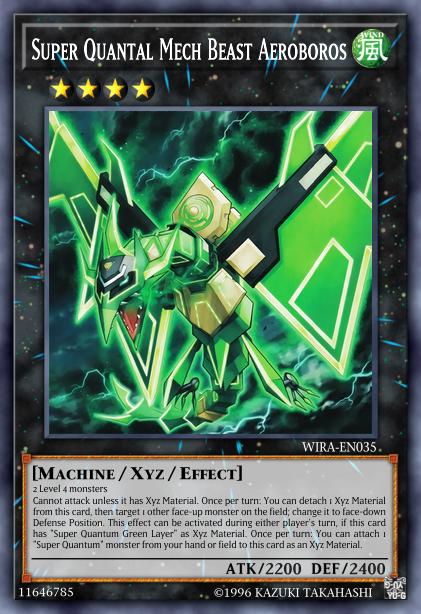 Super Quantal Mech Beast Aeroboros
WIND
風
WIRA-EN035
[Machine / Xyz / Effect]
2 Level 4 monsters
Cannot attack unless it has Xyz Material. Once per turn: You can detach 1 Xyz Material
from this card, then target 1 other face-up monster on the field; change it to face-down
Defense Position. This effect can be activated during either player's turn, if this card
has "Super Quantum Green Layer" as Xyz Material. Once per turn: You can attach 1
"Super Quantum" monster from your hand or field to this card as an Xyz Material.
ATK/2200 DEF/2400
11646785
©1996 KAZUKI TAKAHASHI